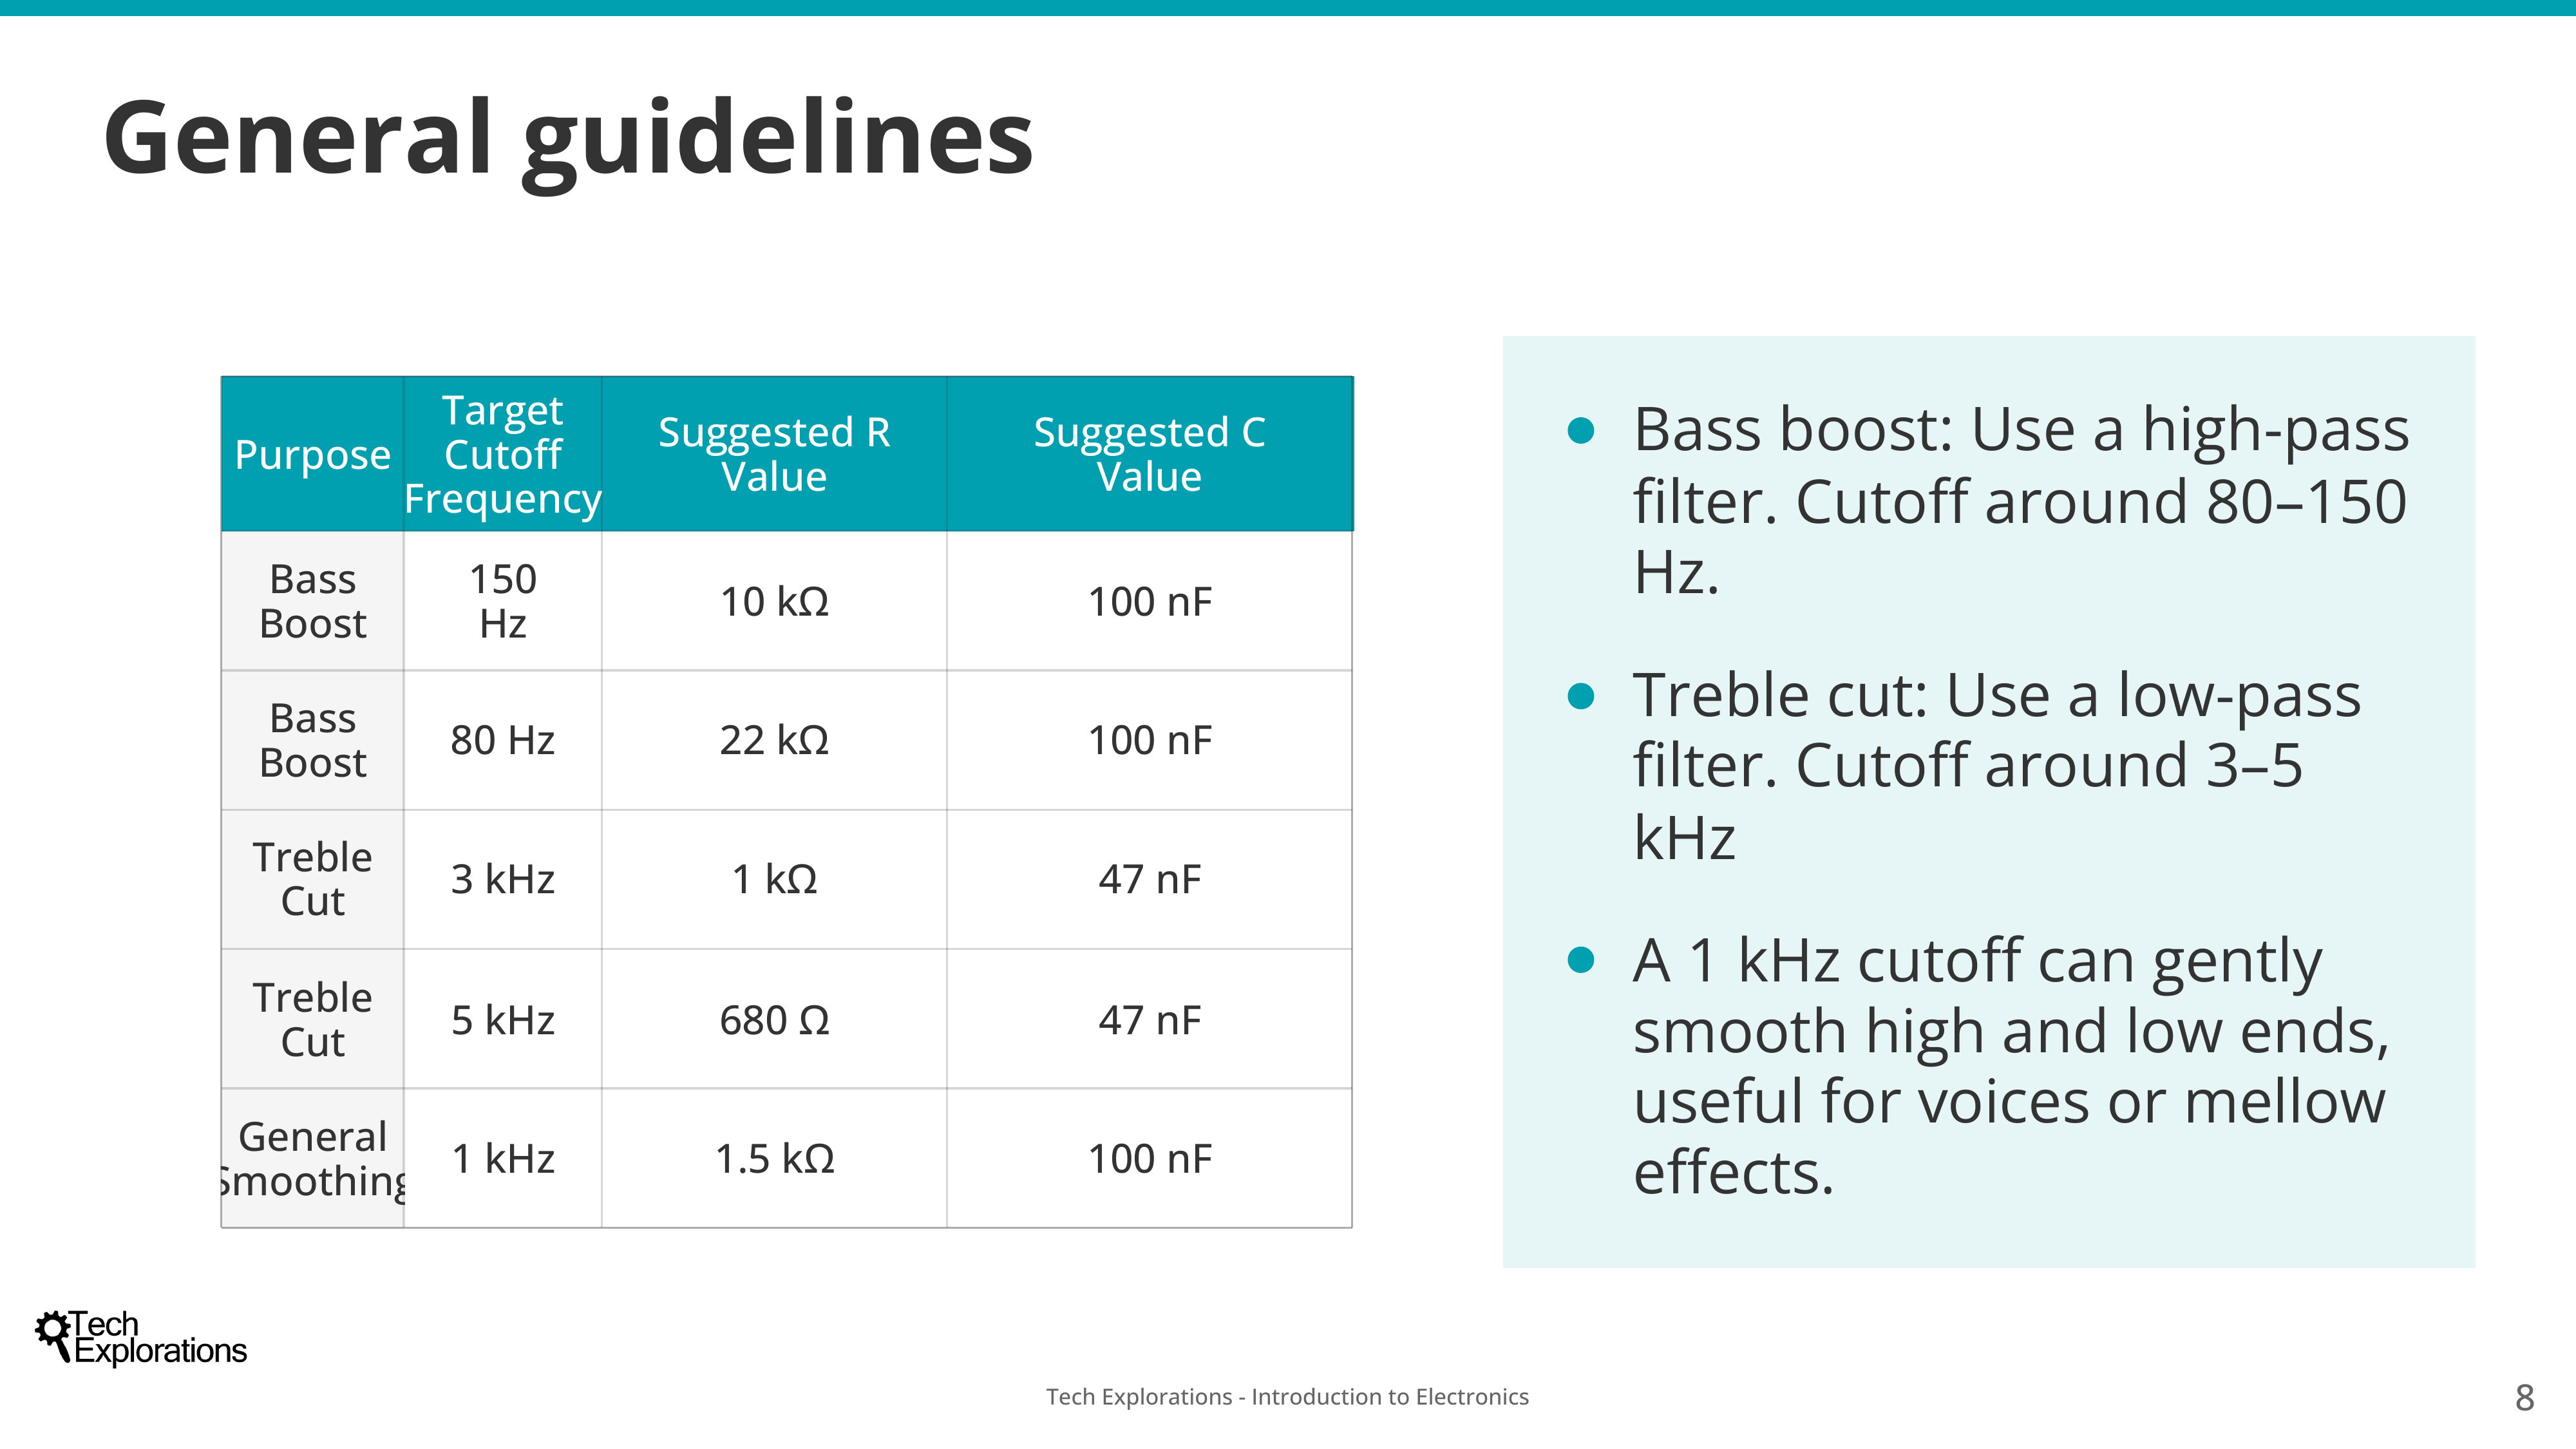 General guidelines
Purpose
Target
Cutoff
Frequency
Suggested R
Value
Suggested C
Value
Bass
Boost
150
Hz
10 kΩ
100 nF
Bass
Boost
80 Hz
22 kΩ
100 nF
Treble
Cut
3 kHz
1 kΩ
47 nF
Treble
Cut
5 kHz
680 Ω
47 nF
General
Smoothing
1 kHz
1.5 kΩ
100 nF
● Bass boost: Use a high-pass
filter. Cutoff around 80–150
Hz.
● Treble cut: Use a low-pass
filter. Cutoff around 3–5
kHz
● A 1 kHz cutoff can gently
smooth high and low ends,
useful for voices or mellow
effects.
Tech
Explorations
Tech Explorations - Introduction to Electronics
8